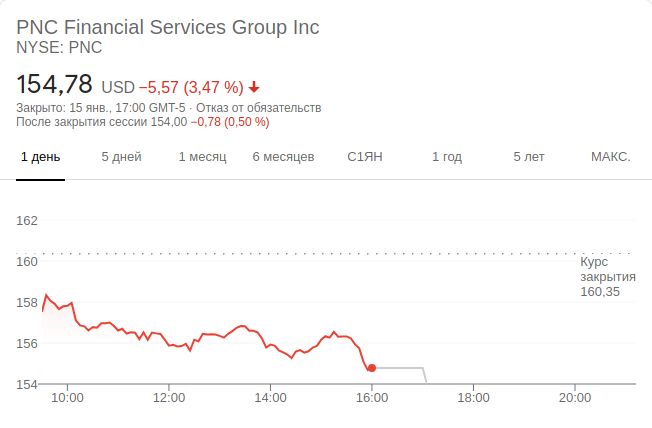 PNC Financial Services Group Inc
NYSE: PNC
154,78 USD −5,57 (3,47 %)
Закрыто: 15 янв., 17:00 GMT-5 · Отказ от обязательств
После закрытия сессии 154,00 −0,78 (0,50 %)
1 день 5 дней 1 месяц 6 месяцев С1ЯН 1 год 5 лет МАКС.
162
160
Курс
закрытия
160,35
158
156
154
10:00 12:00 14:00 16:00 18:00 20:00